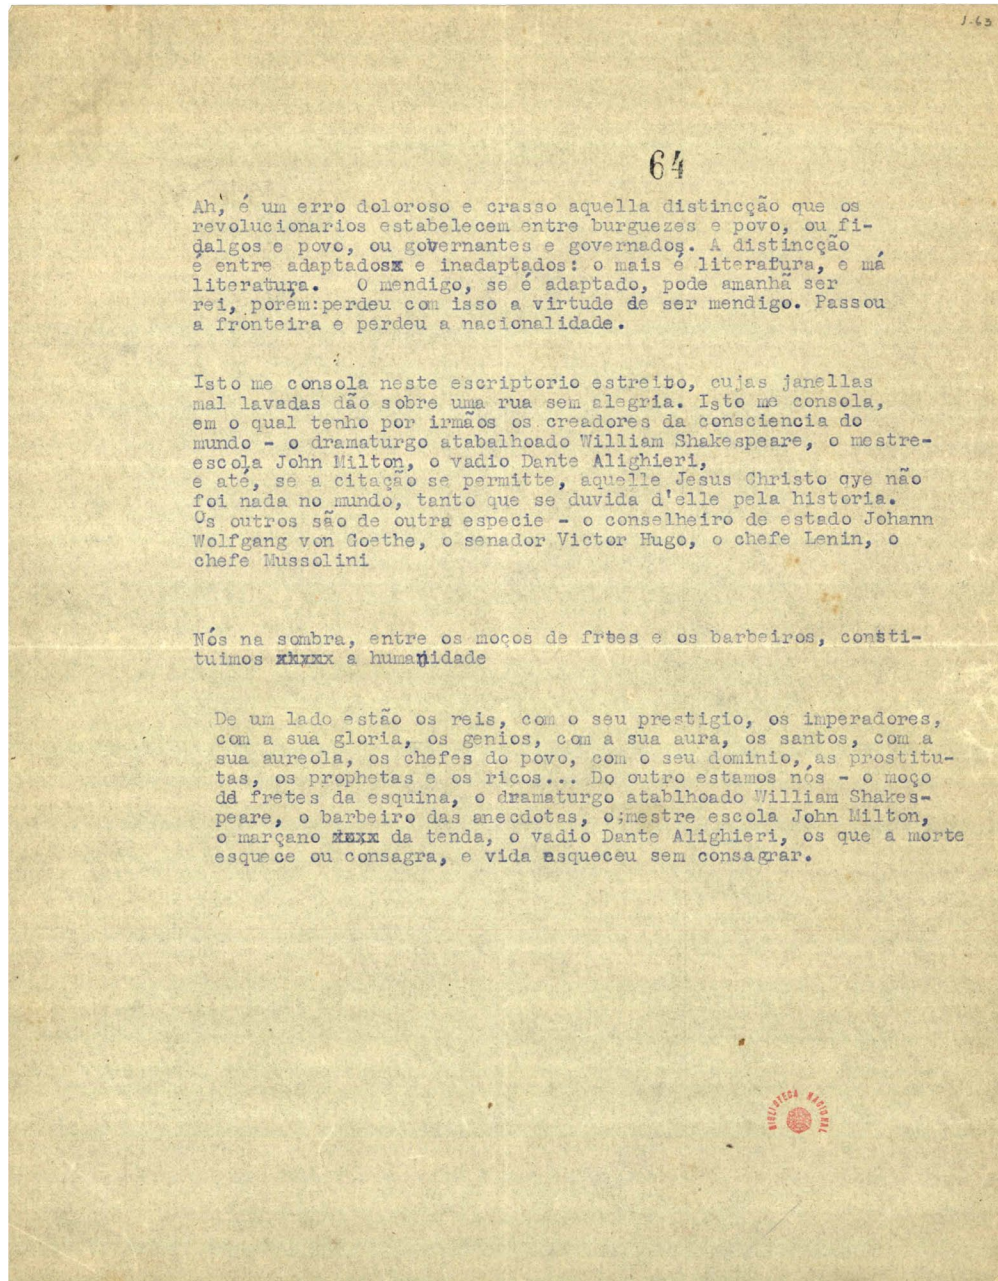 1-63
64
Ah, é um erro doloroso e crasso aquella distincção que os
revolucionarios estabelecem entre burguezes e povo, ou fi-
dalgos e povo, ou governantes e governados. A distincção
é entre adaptadosx e inadaptados: o mais é literatura, e má
literatura.   O mendigo, se é adaptado, pode amanhã ser
rei, porém:perdeu com isso a virtude de ser mendigo. Passou
a fronteira e perdeu a nacionalidade.
Isto me consola neste escriptorio estreito, cujas janellas
mal lavadas dão sobre uma rua sem alegria. Isto me consola,
em o qual tenho por irmãos os creadores da consciencia do
mundo - o dramaturgo atabalhoado William Shakespeare, o mestre-
escola John Milton, o vadio Dante Alighieri,
e até, se a citação se permitte, aquelle Jesus Christo qye não
foi nada no mundo, tanto que se duvida d'elle pela historia.
Os outros são de outra especie - o conselheiro de estado Johann
Wolfgang von Goethe, o senador Victor Hugo, o chefe Lenin, o
chefe Mussolini
Nós na sombra, entre os moços de frtes e os barbeiros, consti-
tuimos xxxxx a humanidade
De um lado estão os reis, com o seu prestigio, os imperadores,
com a sua gloria, os genios, com a sua aura, os santos, com a
sua aureola, os chefes do povo, com o seu dominio, as prostitu-
tas, os prophetas e os ricos... Do outro estamos nós - o moço
dd fretes da esquina, o dramaturgo atablhoado William Shakes-
peare, o barbeiro das anecdotas, o;mestre escola John Milton,
o marçano xxxx da tenda, o vadio Dante Alighieri, os que a morte
esquece ou consagra, e vida esqueceu sem consagrar.
BIBLIOTECA NACIONAL